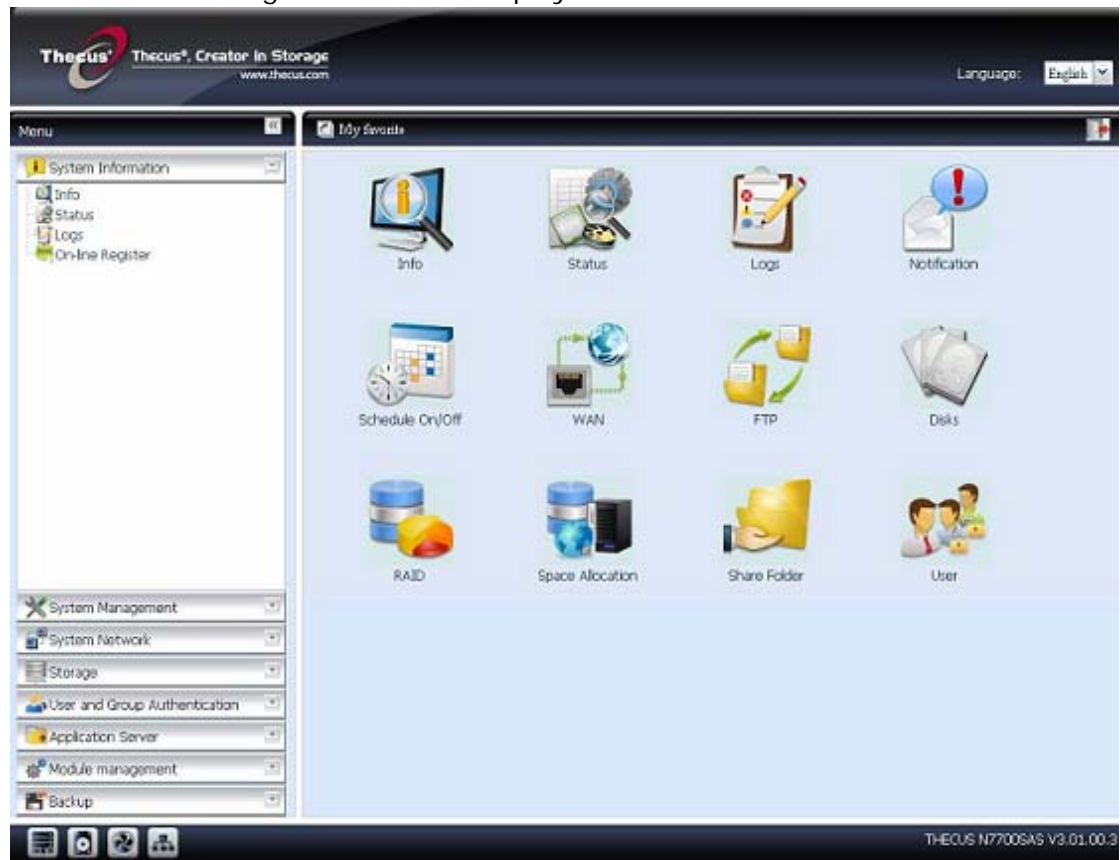 Thecus® Thecus®, Creator in Storage
www.thecus.com
Language: English
Menu
My favorite
System Information
Info
Status
Logs
On-line Register
Info
Status
Logs
Notification
Schedule On/Off
WAN
FTP
Disks
RAID
Space Allocation
Share Folder
User
System Management
System Network
Storage
User and Group Authentication
Application Server
Module management
Backup
THECUS N7700SAS V3.01.00.3